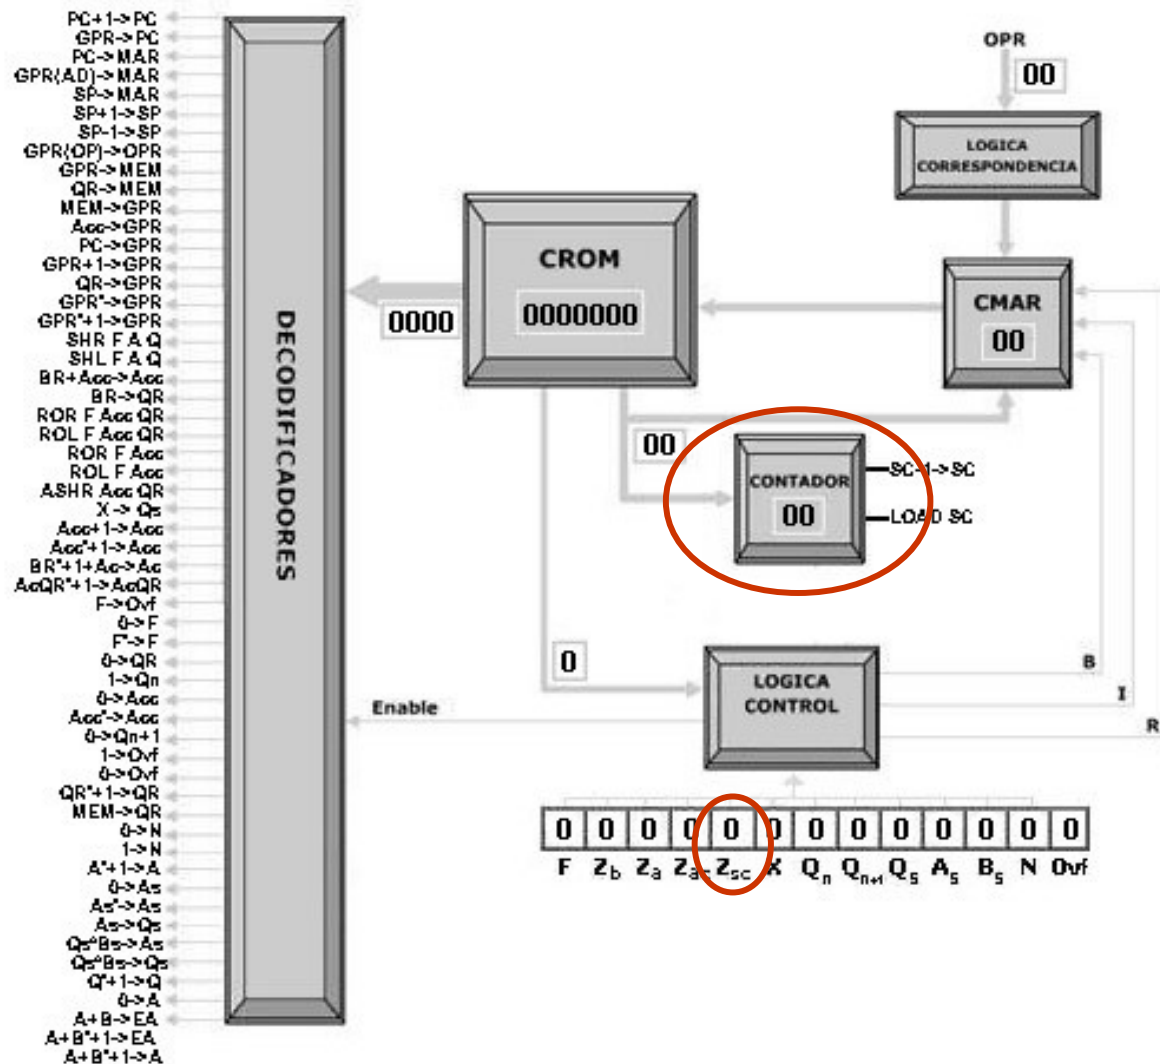 PC+1->PC
GPR->PC
PC->MAR
GPR(AD)->MAR
SP->MAR
SP+1->SP
SP-1->SP
GPR(OP)->OPR
GPR->MEM
QR->MEM
MEM->GPR
Acc->GPR
PC->GPR
GPR+1->GPR
QR->GPR
GPR"->GPR
GPR"+1->GPR
SHR F A Q
SHL F A Q
BR+Acc->Acc
BR->QR
ROR F Acc QR
ROL F Acc QR
ROR F Acc
ROL F Acc
ASHR Acc QR
X-> Qs
Acc+1->Acc
Acc"+1->Acc
BR"+1+Ac->Ac
AcQR"+1->AcQR
F->Ovf
0->F
F"->F
0->QR
1->Qn
0->Acc
Acc"->Acc
0->Qn+1
1->Ovf
0->Ovf
QR"+1->QR
MEM->QR
0->N
1->N
A"+1->A
0->As
As"->As
As->Qs
Qs^Bs->As
Qs^Bs->Qs
Q"+1->Q
0->A
A+B->EA
A+B"+1->EA
A+B"+1->A
DECODIFICADORES
OPR
00
LOGICA
CORRESPONDENCIA
CROM
0000000
0000
CMAR
00
00
CONTADOR
00
SC-1->SC
LOAD SC
0
LOGICA
CONTROL
Enable
B
I
R
0 0 0 0 0 0 0 0 0 0 0 0 0
F Zb Za Zac Zsc X Qn Qn+1 Qs As Bs N Ovf